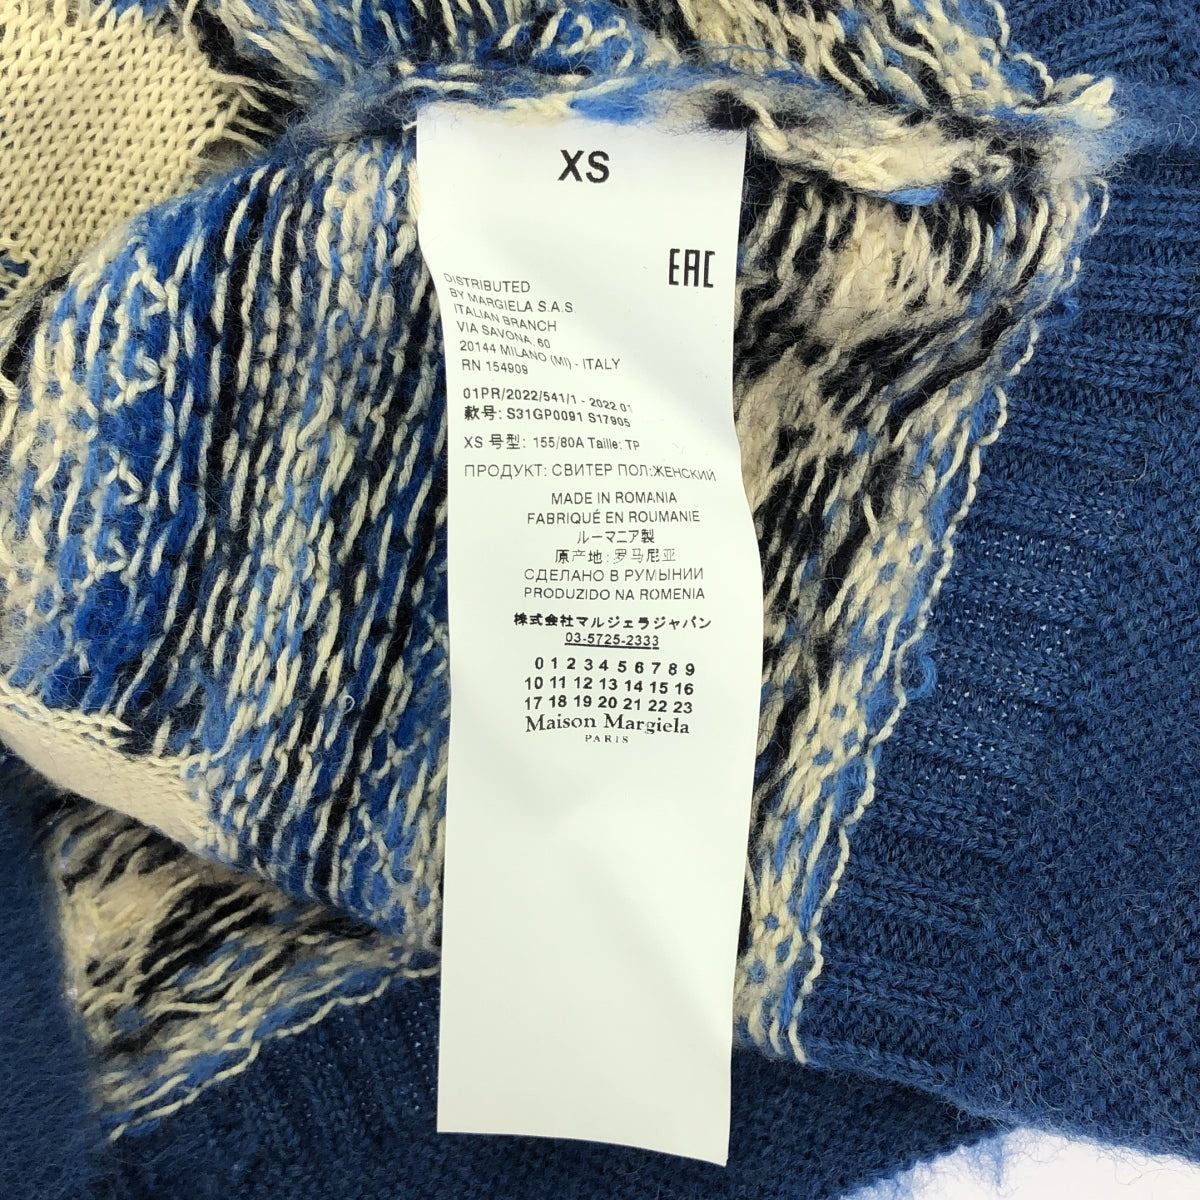 XS
EAC
DISTRIBUTED
BY MARGIELA S.A.S.
ITALIAN BRANCH
VIA SAVONA, 60
20144 MILANO (MI) - ITALY
RN 154909
01PR/2022/541/1 - 2022 01
款号: S31GP0091 S17905
XS 号型: 155/80A Taille: TP
ПРОДУКТ: СВИТЕР ПОЛ:ЖЕНСКИЙ
MADE IN ROMANIA
FABRIQUÉ EN ROUMANIE
ルーマニア製
原产地: 罗马尼亚
СДЕЛАНО В РУМЫНИИ
PRODUZIDO NA ROMENIA
株式会社マルジェラジャパン
03-5725-2333
0 1 2 3 4 5 6 7 8 9
10 11 12 13 14 15 16
17 18 19 20 21 22 23
Maison Margiela
PARIS